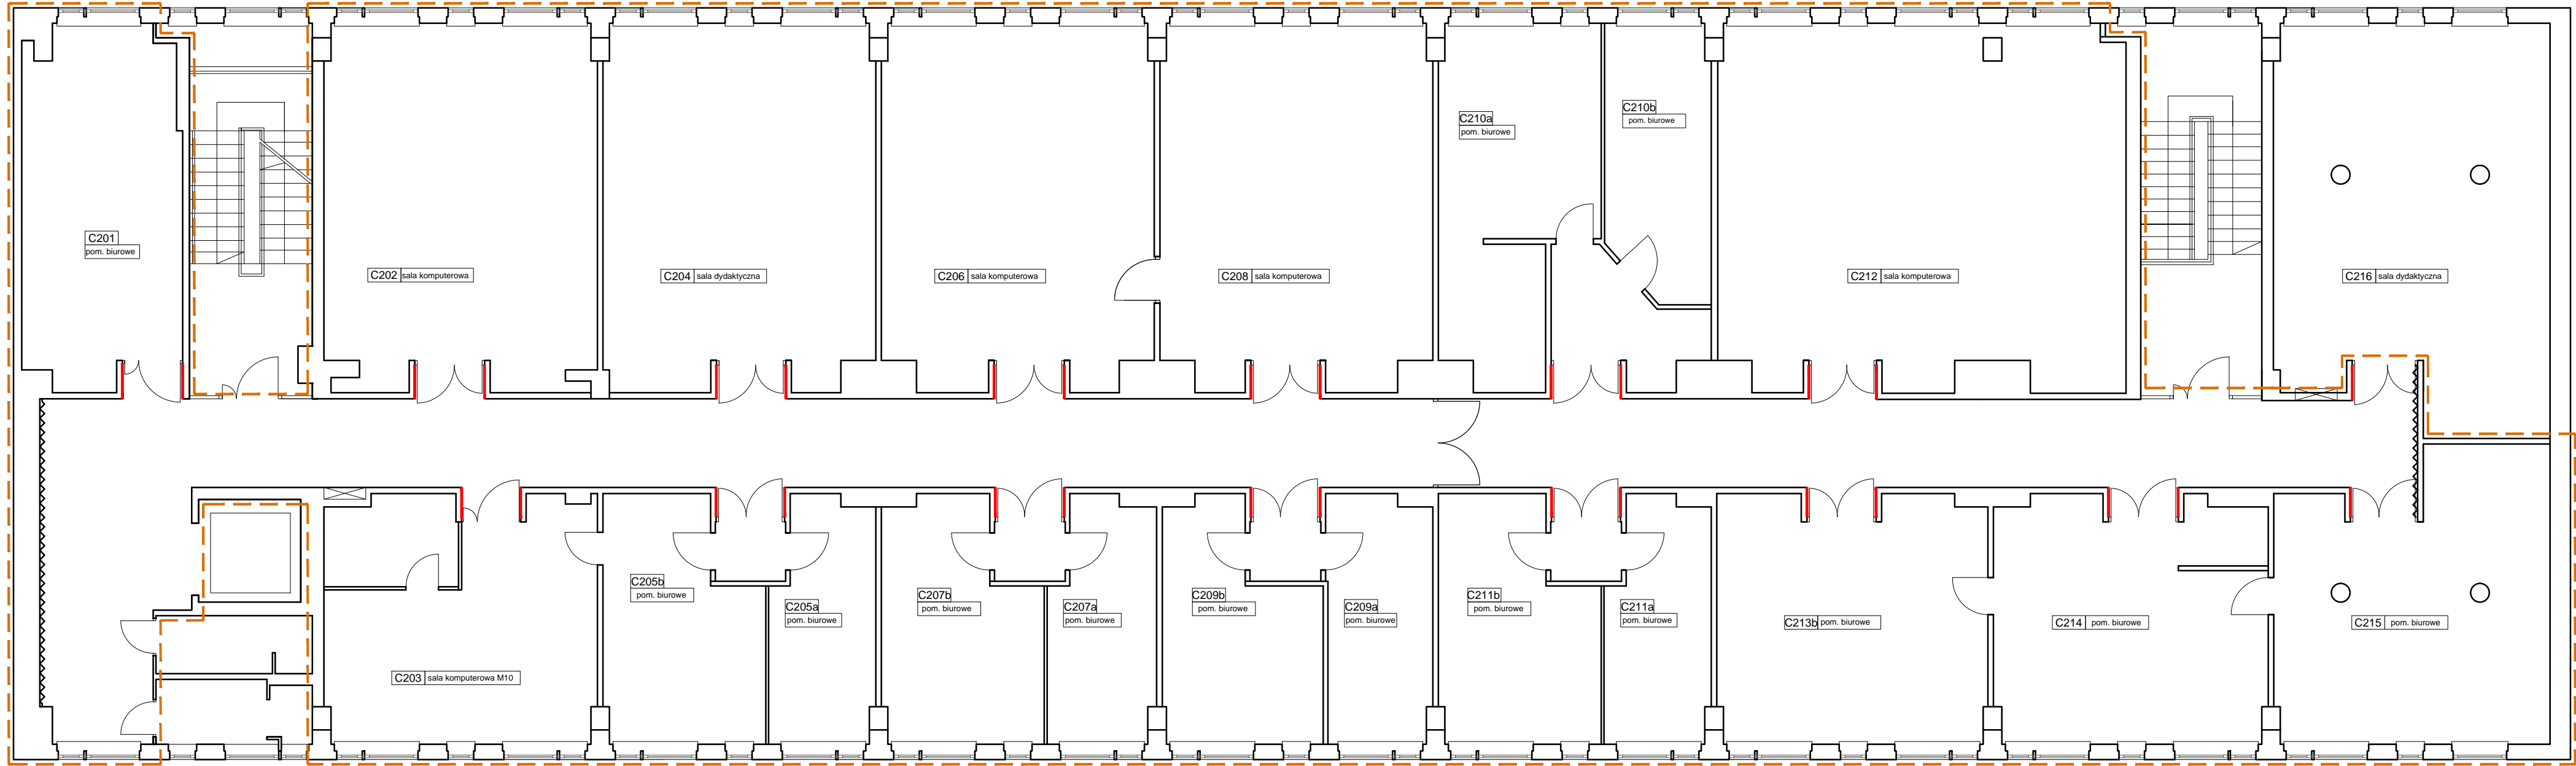 C210a
pom. biurowe
C210b
pom. biurowe
C201
pom. biurowe
C202 sala komputerowa
C204 sala dydaktyczna
C206 sala komputerowa
C208 sala komputerowa
C212 sala komputerowa
C216 sala dydaktyczna
C203 sala komputerowa M10
C205b
pom. biurowe
C205a
pom. biurowe
C207b
pom. biurowe
C207a
pom. biurowe
C209b
pom. biurowe
C209a
pom. biurowe
C211b
pom. biurowe
C211a
pom. biurowe
C213b pom. biurowe
C214 pom. biurowe
C215 pom. biurowe